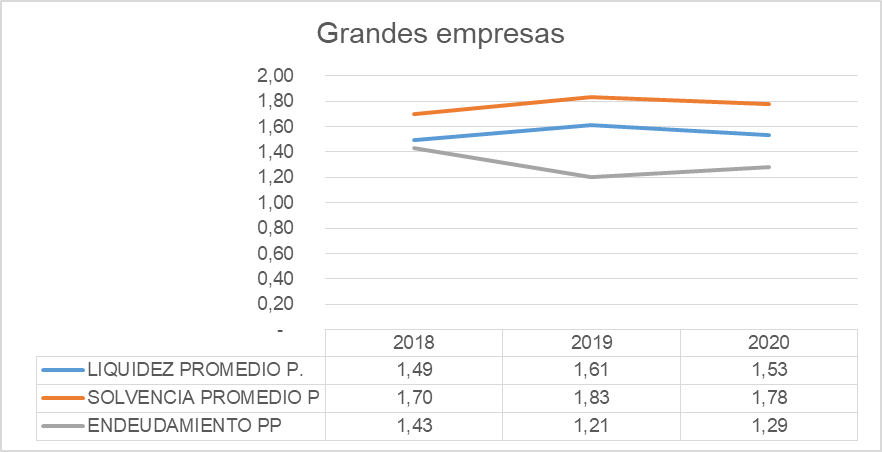 Grandes empresas
2,00
1,80
1,60
1,40
1,20
1,00
0,80
0,60
0,40
0,20
-
2018 2019 2020
LIQUIDEZ PROMEDIO P. 1,49 1,61 1,53
SOLVENCIA PROMEDIO P 1,70 1,83 1,78
ENDEUDAMIENTO PP 1,43 1,21 1,29